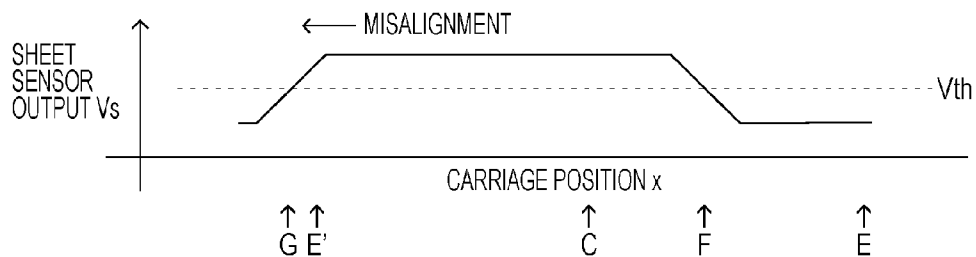 MISALIGNMENT
SHEET
SENSOR
OUTPUT Vs
Vth
CARRIAGE POSITION x
G E' C F E